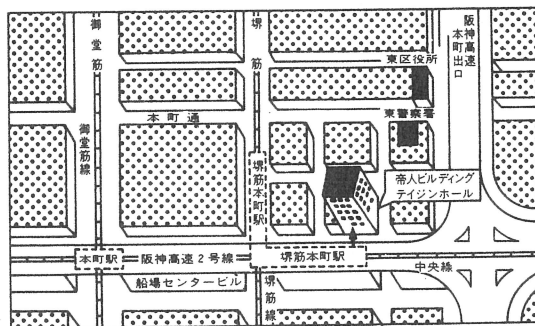 御堂筋
堺筋
阪神高速
本町出口
東区役所
本町通
東警察署
御堂筋線
堺筋本町駅
帝人ビルディング
テイジンホール
本町駅
阪神高速2号線
堺筋本町駅
中央線
船場センタービル
堺筋線